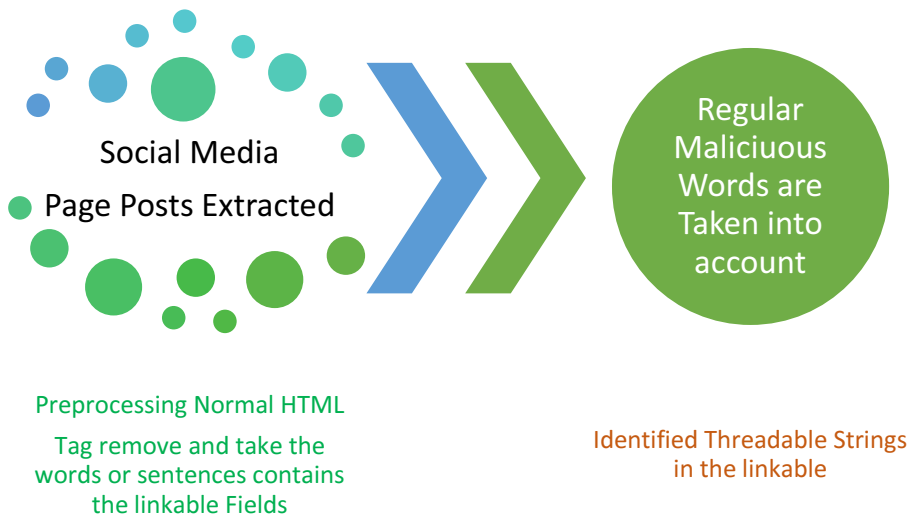 Social Media
Page Posts Extracted
Regular
Maliciuous
Words are
Taken into
account
Preprocessing Normal HTML
Tag remove and take the
words or sentences contains
the linkable Fields
Identified Threadable Strings
in the linkable